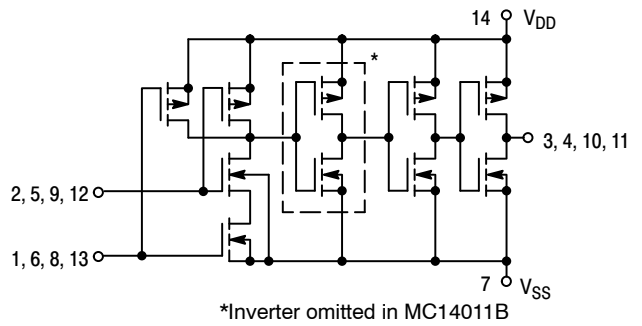 14 VDD
*
3, 4, 10, 11
2, 5, 9, 12
1, 6, 8, 13
7 VSS
*Inverter omitted in MC14011B